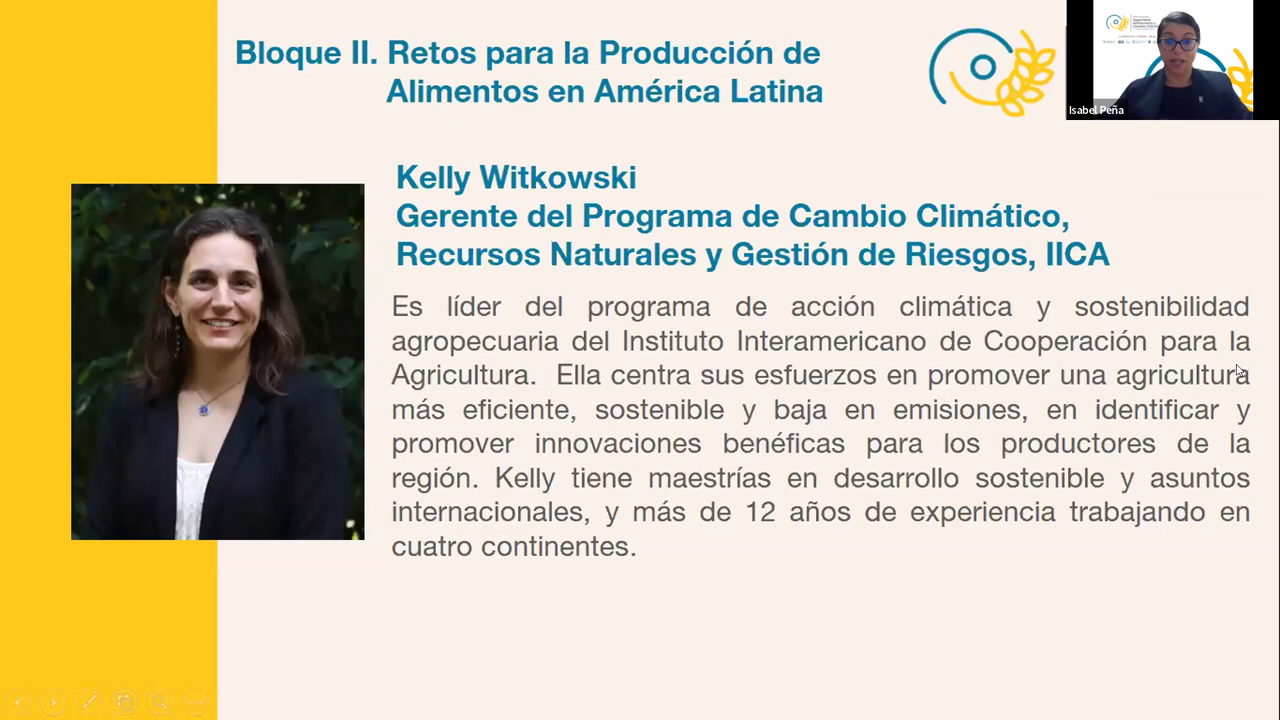 Bloque II. Retos para la Producción de
Alimentos en América Latina
Isabel Peña
Kelly Witkowski
Gerente del Programa de Cambio Climático,
Recursos Naturales y Gestión de Riesgos, IICA
Es líder del programa de acción climática y sostenibilidad
agropecuaria del Instituto Interamericano de Cooperación para la
Agricultura. Ella centra sus esfuerzos en promover una agricultura
más eficiente, sostenible y baja en emisiones, en identificar y
promover innovaciones benéficas para los productores de la
región. Kelly tiene maestrías en desarrollo sostenible y asuntos
internacionales, y más de 12 años de experiencia trabajando en
cuatro continentes.